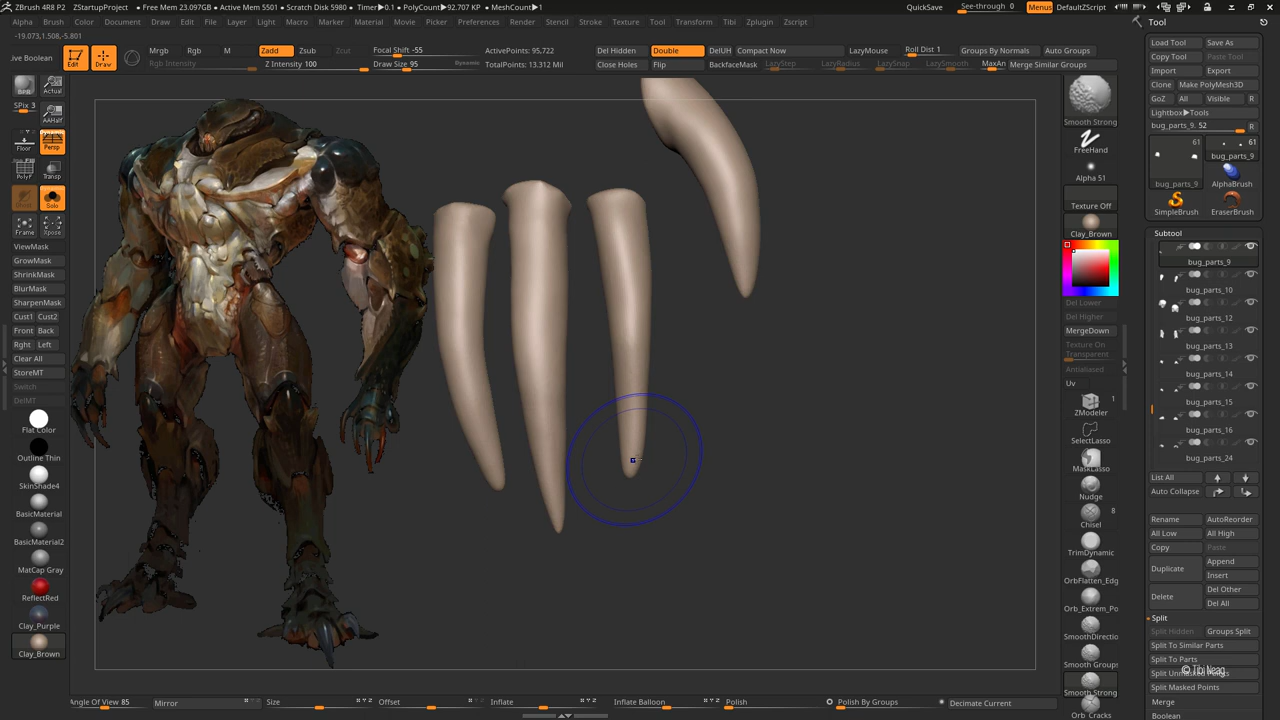 ZBrush 4R8 P2 ZStartupProject • Free Mem 23.097GB • Active Mem 5501 • Scratch Disk 5980 • Timer▶0.1 • PolyCount▶92.707 KP • MeshCount▶1
QuickSave See-through 0 Menus DefaultZScript
Alpha Brush Color Document Draw Edit File Layer Light Macro Marker Material Movie Picker Preferences Render Stencil Stroke Texture Tool Transform Tibi Zplugin Zscript
-19.073,1.508,-5.801
ive Boolean Edit Draw
Mrgb Rgb M Zadd Zsub Zcut Focal Shift -55 ActivePoints: 95,722 Del Hidden Double DelUH Compact Now LazyMouse Roll Dist 1 Groups By Normals Auto Groups
Rgb Intensity Z Intensity 100 Draw Size 95 Dynamic TotalPoints: 13.312 Mil Close Holes Flip BackfaceMask LazyStep LazyRadius LazySnap LazySmooth MaxAn Merge Similar Groups
BPR Actual
SPix 3
AAHalf
Floor Persp
PolyF Transp
Ghost Solo
Frame Xpose
ViewMask
GrowMask
ShrinkMask
BlurMask
SharpenMask
Cust1 Cust2
Front Back
Rght Left
Clear All
StoreMT
Switch
DelMT
Flat Color
Outline Thin
SkinShade4
BasicMaterial
BasicMaterial2
MatCap Gray
ReflectRed
Clay_Purple
Clay_Brown
Smooth Strong
FreeHand
Alpha 51
Texture Off
Clay_Brown
Del Lower
Del Higher
MergeDown
Texture On
Transparent
Antialiased
Uv
1
ZModeler
SelectLasso
MaskLasso
Nudge
8
Chisel
TrimDynamic
OrbFlatten_Edg
Orb_Extrem_Po
SmoothDirectio
Smooth Groups
Smooth Strong
Orb_Cracks
Tool
Load Tool Save As
Copy Tool Paste Tool
Import Export
Clone Make PolyMesh3D
GoZ All Visible R
Lightbox▶Tools
bug_parts_9. 52 R
61 61
bug_parts_9
bug_parts_9 AlphaBrush
SimpleBrush EraserBrush
Subtool
bug_parts_9
bug_parts_10
bug_parts_12
bug_parts_13
bug_parts_14
bug_parts_15
bug_parts_16
bug_parts_24
List All
Auto Collapse
Rename AutoReorder
All Low All High
Copy Paste
Duplicate Append
Insert
Delete Del Other
Del All
Split
Split Hidden Groups Split
Split To Similar Parts
Split To Parts
© Tibi Neag
Split Unmasked Points
Split Masked Points
Merge
Boolean
Angle Of View 85 Mirror Size Offset Inflate Inflate Balloon Polish Polish By Groups Decimate Current